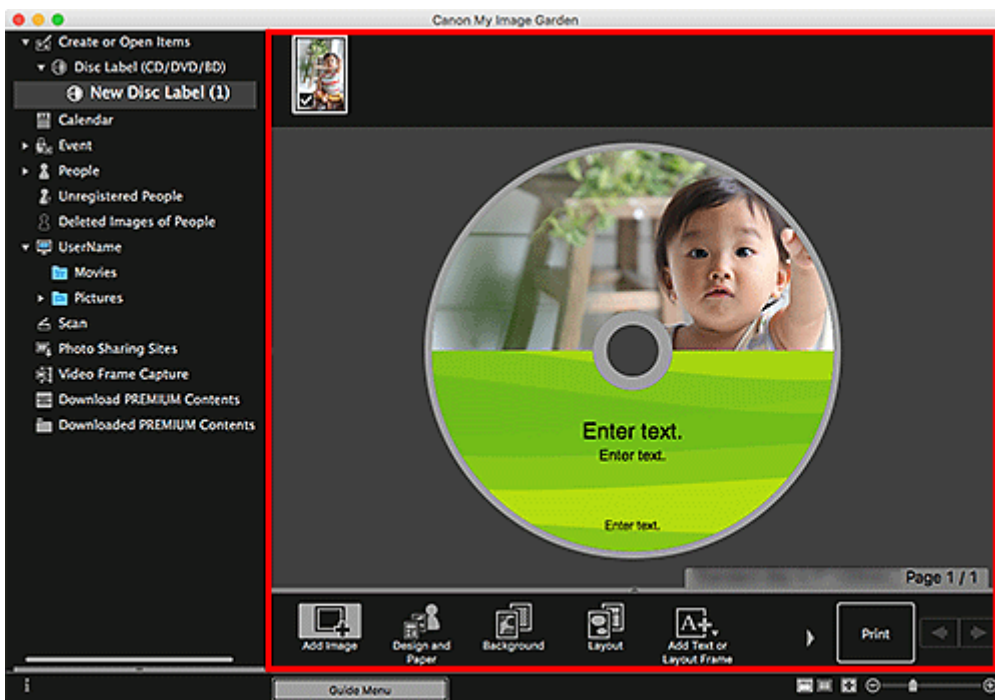 Canon My Image Garden
Create or Open Items
Disc Label (CD/DVD/BD)
New Disc Label (1)
Calendar
Event
People
Unregistered People
Deleted Images of People
UserName
Movies
Pictures
Scan
Photo Sharing Sites
Video Frame Capture
Download PREMIUM Contents
Downloaded PREMIUM Contents
Enter text.
Enter text.
Enter text.
Page 1 / 1
Add Image
Design and
Paper
Background
Layout
Add Text or
Layout Frame
Print
Guide Menu